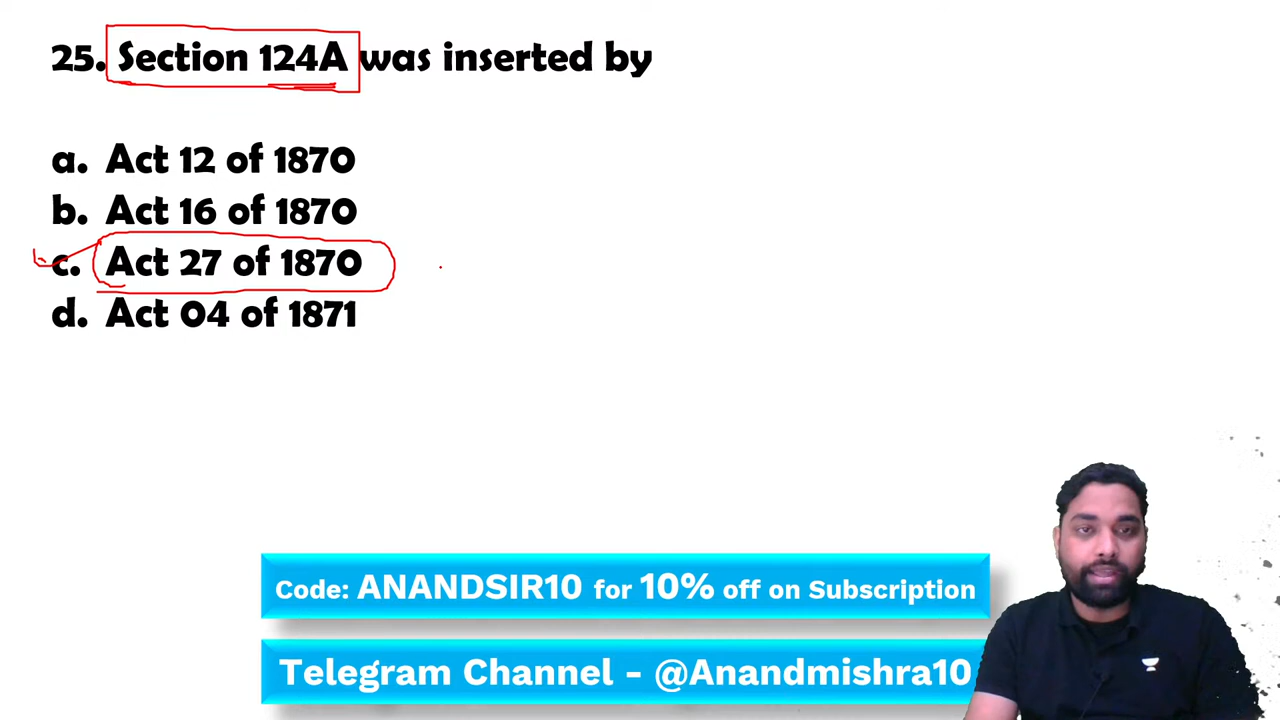 25. Section 124A was inserted by
a. Act 12 of 1870
b. Act 16 of 1870
c. Act 27 of 1870
d. Act 04 of 1871
Code: ANANDSIR10 for 10% off on Subscription
Telegram Channel - @Anandmishra10